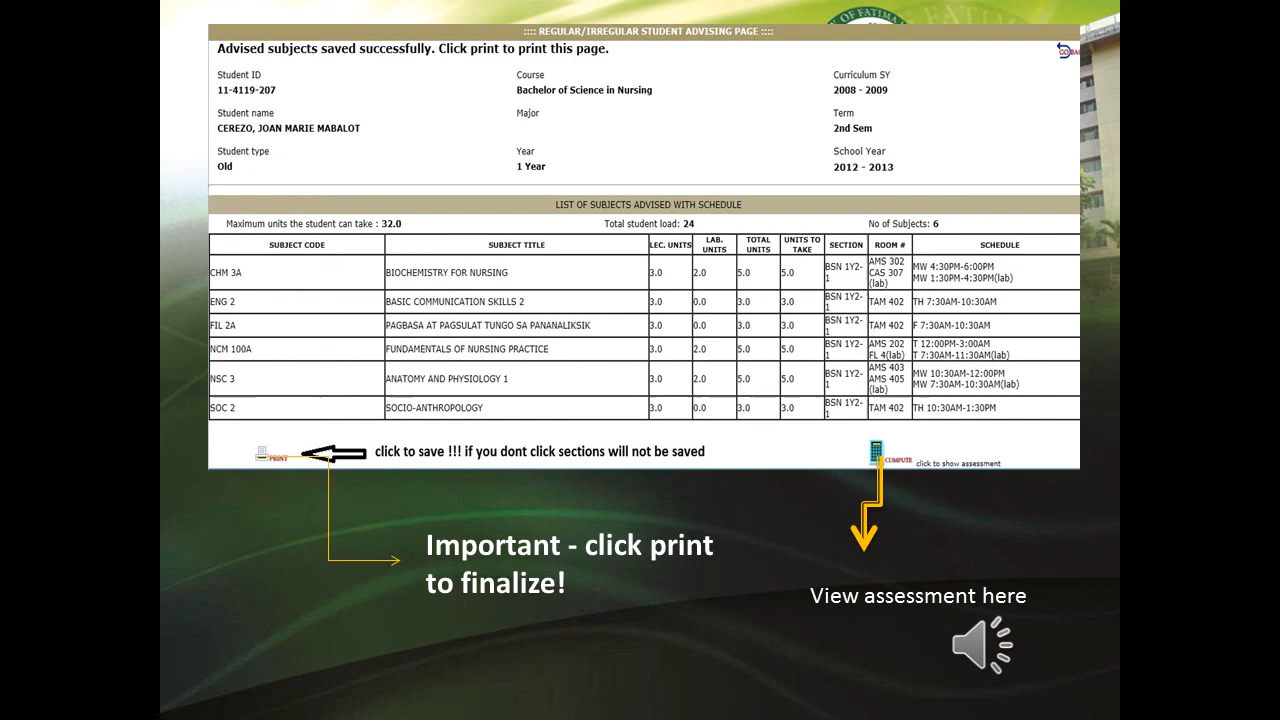 OF FATIMA
FATIMA
:::: REGULAR/IRREGULAR STUDENT ADVISING PAGE ::::
Advised subjects saved successfully. Click print to print this page.
Student ID Course Curriculum SY
11-4119-207 Bachelor of Science in Nursing 2008 - 2009
Student name Major Term
CEREZO, JOAN MARIE MABALOT 2nd Sem
Student type Year School Year
Old 1 Year 2012 - 2013
LIST OF SUBJECTS ADVISED WITH SCHEDULE
Maximum units the student can take : 32.0 Total student load: 24 No of Subjects: 6
SUBJECT CODE SUBJECT TITLE LEC. UNITS LAB. UNITS TOTAL UNITS UNITS TO TAKE SECTION ROOM # SCHEDULE
CHM 3A BIOCHEMISTRY FOR NURSING 3.0 2.0 5.0 5.0 BSN 1Y2-1 AMS 302 CAS 307 (lab) MW 4:30PM-6:00PM MW 1:30PM-4:30PM(lab)
ENG 2 BASIC COMMUNICATION SKILLS 2 3.0 0.0 3.0 3.0 BSN 1Y2-1 TAM 402 TH 7:30AM-10:30AM
FIL 2A PAGBASA AT PAGSULAT TUNGO SA PANANALIKSIK 3.0 0.0 3.0 3.0 BSN 1Y2-1 TAM 402 F 7:30AM-10:30AM
NCM 100A FUNDAMENTALS OF NURSING PRACTICE 3.0 2.0 5.0 5.0 BSN 1Y2-1 AMS 202 FL 4(lab) T 12:00PM-3:00AM T 7:30AM-11:30AM(lab)
NSC 3 ANATOMY AND PHYSIOLOGY 1 3.0 2.0 5.0 5.0 BSN 1Y2-1 AMS 403 AMS 405 (lab) MW 10:30AM-12:00PM MW 7:30AM-10:30AM(lab)
SOC 2 SOCIO-ANTHROPOLOGY 3.0 0.0 3.0 3.0 BSN 1Y2-1 TAM 402 TH 10:30AM-1:30PM
PRINT click to save !!! if you dont click sections will not be saved COMPUTE click to show assessment
Important - click print
to finalize!
View assessment here